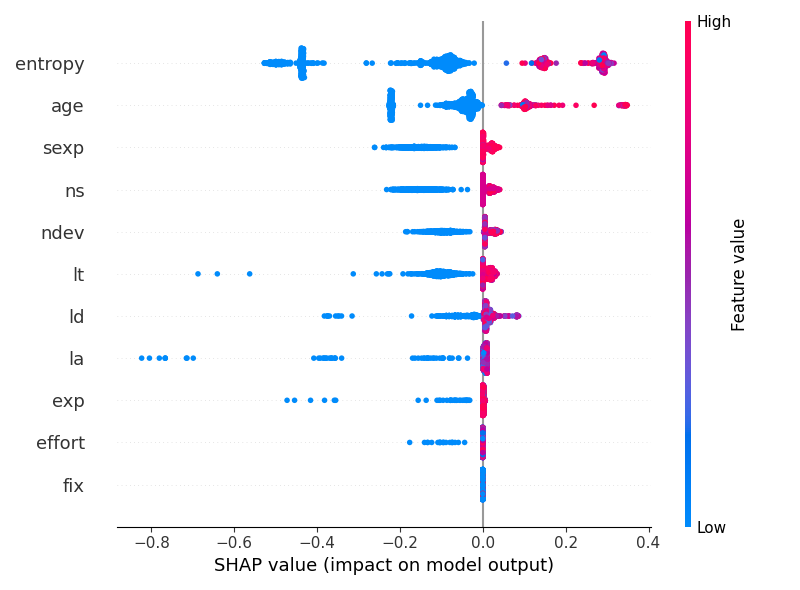 High
entropy
age
sexp
ns
ndev
lt
ld
la
exp
effort
fix
Low
Feature value
−0.8 −0.6 −0.4 −0.2 0.0 0.2 0.4
SHAP value (impact on model output)